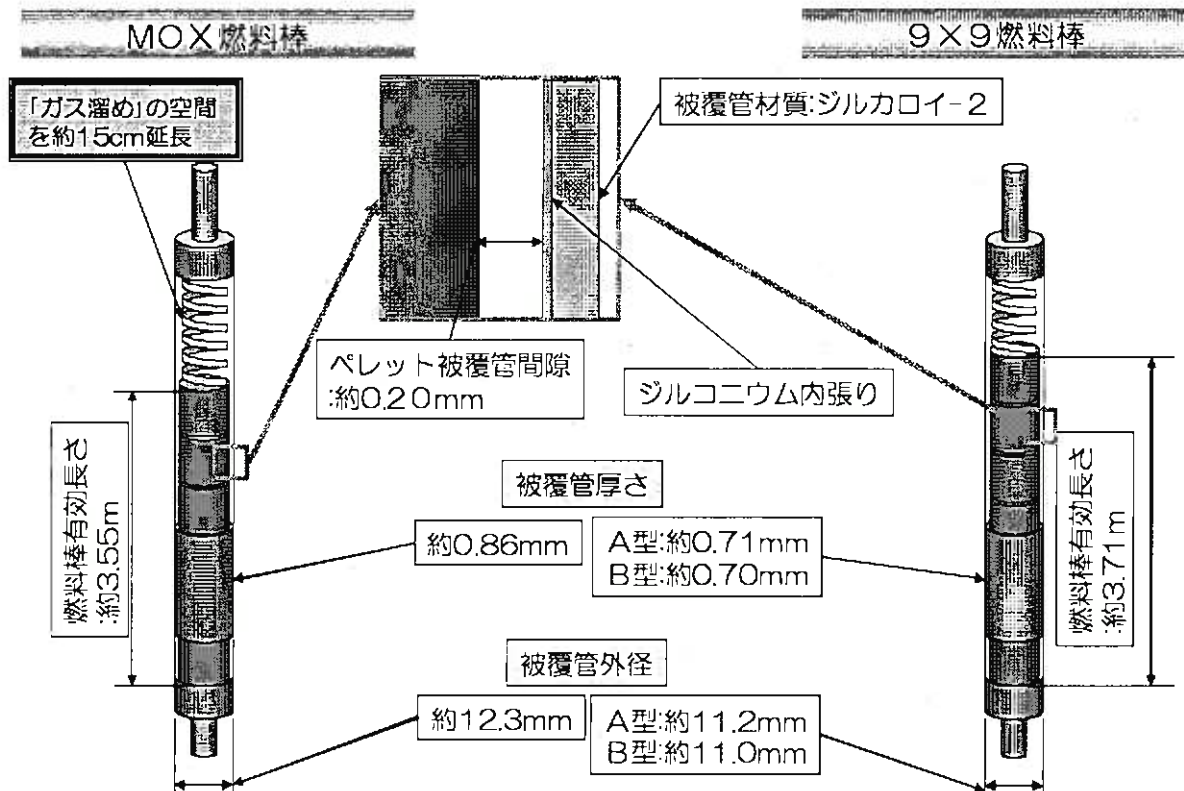 MOX燃料棒
9×9燃料棒
「ガス溜め」の空間
を約15cm延長
被覆管材質:ジルカロイ-2
ペレット被覆管間隙
:約0.20mm
ジルコニウム内張り
燃料棒有効長さ
:約3.55m
被覆管厚さ
約0.86mm
A型:約0.71mm
B型:約0.70mm
燃料棒有効長さ
:約3.71m
被覆管外径
約12.3mm
A型:約11.2mm
B型:約11.0mm